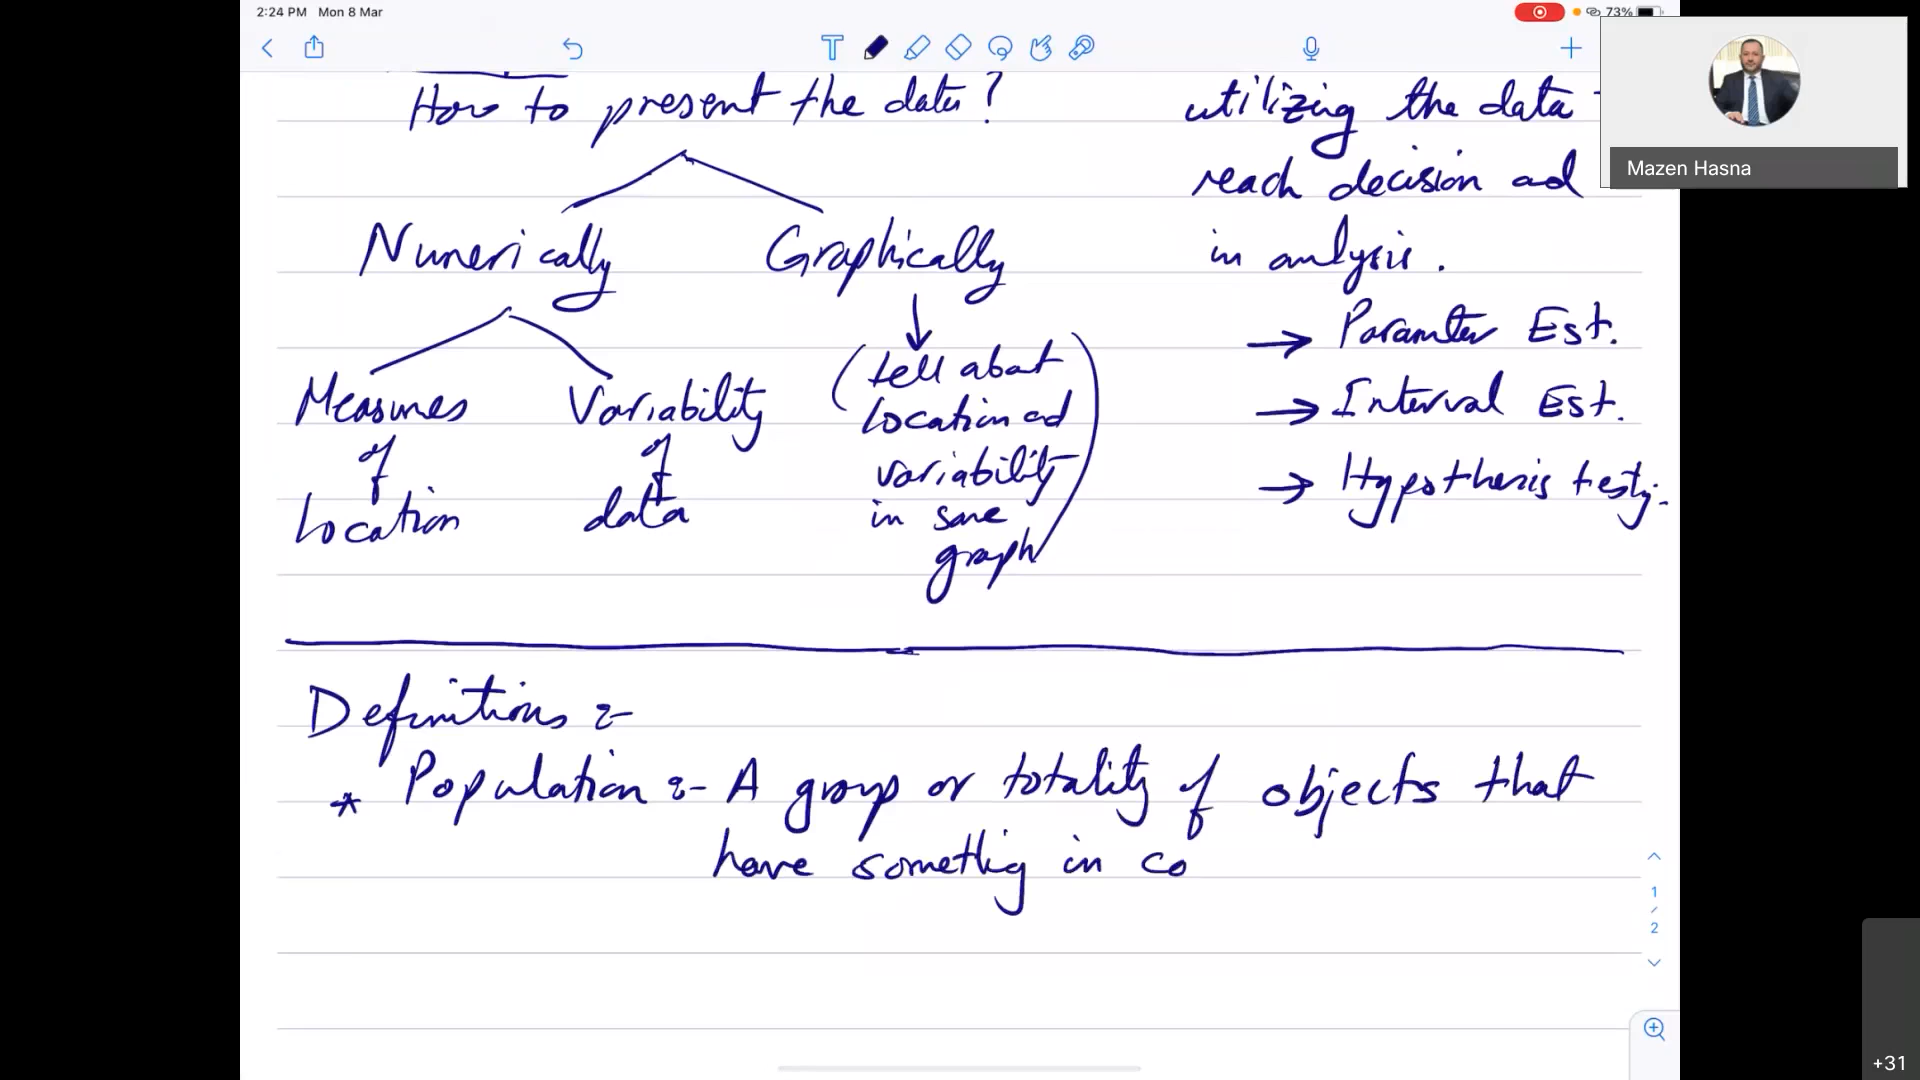 2:24 PM Mon 8 Mar
73%
Mazen Hasna
How to present the data?
Numerically Graphically
Measures of Location
Variability of data
(tell about
location and
variability
in same
graph)
utilizing the data
reach decision and
in analysis.
→ Parameter Est.
→ Interval Est.
→ Hypothesis testing.
Definitions :-
* Population :- A group or totality of objects that
have something in co
1
/
2
+31